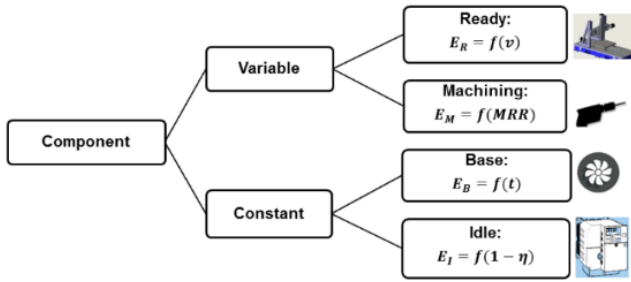 Ready:
E_R = f(v)
Variable
Machining:
E_M = f(MRR)
Component
Base:
E_B = f(t)
Constant
Idle:
E_I = f(1 − η)